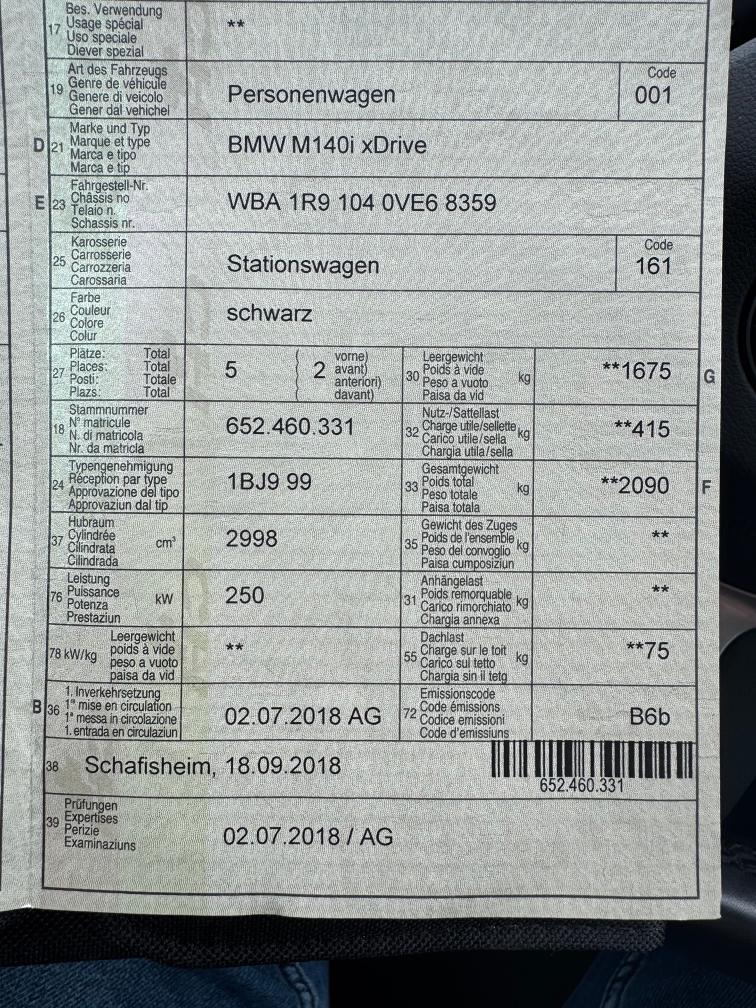 17 Bes. Verwendung
Usage spécial
Uso speciale
Diever spezial
**
19 Art des Fahrzeugs
Genre de véhicule
Genere di veicolo
Gener dal vehichel
Personenwagen
Code
001
D 21 Marke und Typ
Marque et type
Marca e tipo
Marca e tip
BMW M140i xDrive
E 23 Fahrgestell-Nr.
Châssis no
Telaio n.
Schassis nr.
WBA 1R9 104 0VE6 8359
25 Karosserie
Carrosserie
Carrozzeria
Carossaria
Stationswagen
Code
161
26 Farbe
Couleur
Colore
Colur
schwarz
27 Plätze: Total
Places: Total
Posti: Totale
Plazs: Total
5
2
vorne)
avant)
anteriori)
davant)
30 Leergewicht
Poids à vide
Peso a vuoto
Paisa da vid
kg
**1675
G
18 Stammnummer
N° matricule
N. di matricola
Nr. da matricla
652.460.331
32 Nutz-/Sattellast
Charge utile/sellette
Carico utile/sella
Chargia utila/sella
kg
**415
24 Typengenehmigung
Réception par type
Approvazione del tipo
Approvaziun dal tip
1BJ9 99
33 Gesamtgewicht
Poids total
Peso totale
Paisa totala
kg
**2090
F
37 Hubraum
Cylindrée
Cilindrata
Cilindrada
cm³
2998
35 Gewicht des Zuges
Poids de l'ensemble
Peso del convoglio
Paisa cumposiziun
kg
**
76 Leistung
Puissance
Potenza
Prestaziun
kW
250
31 Anhängelast
Poids remorquable
Carico rimorchiato
Chargia annexa
kg
**
78 kW/kg
Leergewicht
poids à vide
peso a vuoto
paisa da vid
**
55 Dachlast
Charge sur le toit
Carico sul tetto
Chargia sin il tetg
kg
**75
B 36 1. Inverkehrsetzung
1re mise en circulation
1a messa in circolazione
1. entrada en circulaziun
02.07.2018 AG
72 Emissionscode
Code émissions
Codice emissioni
Code d'emissiuns
B6b
38 Schafisheim, 18.09.2018
652.460.331
39 Prüfungen
Expertises
Perizie
Examinaziuns
02.07.2018 / AG